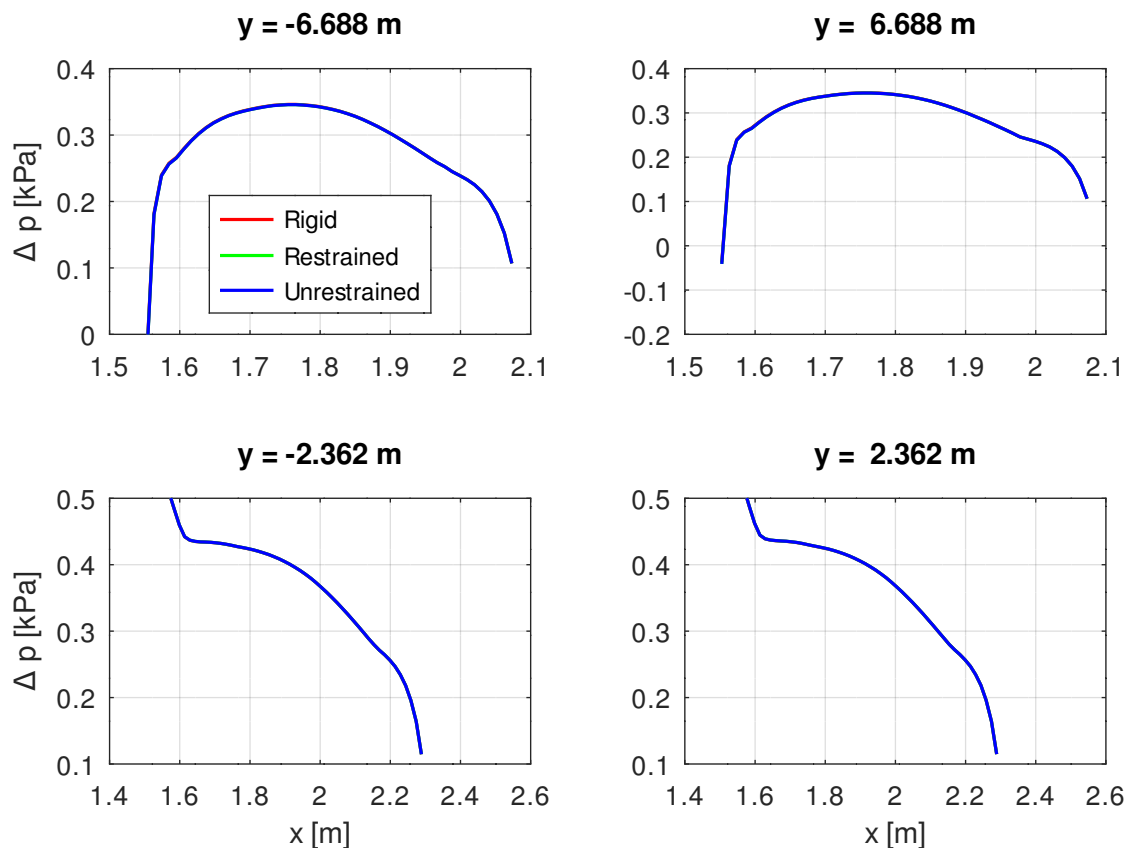 y = -6.688 m
0.4
0.3
0.2
0.1
0
Δ p [kPa]
Rigid
Restrained
Unrestrained
1.5 1.6 1.7 1.8 1.9 2 2.1
y = 6.688 m
0.4
0.3
0.2
0.1
0
-0.1
-0.2
1.5 1.6 1.7 1.8 1.9 2 2.1
y = -2.362 m
0.5
0.4
0.3
0.2
0.1
Δ p [kPa]
1.4 1.6 1.8 2 2.2 2.4 2.6
x [m]
y = 2.362 m
0.5
0.4
0.3
0.2
0.1
1.4 1.6 1.8 2 2.2 2.4 2.6
x [m]